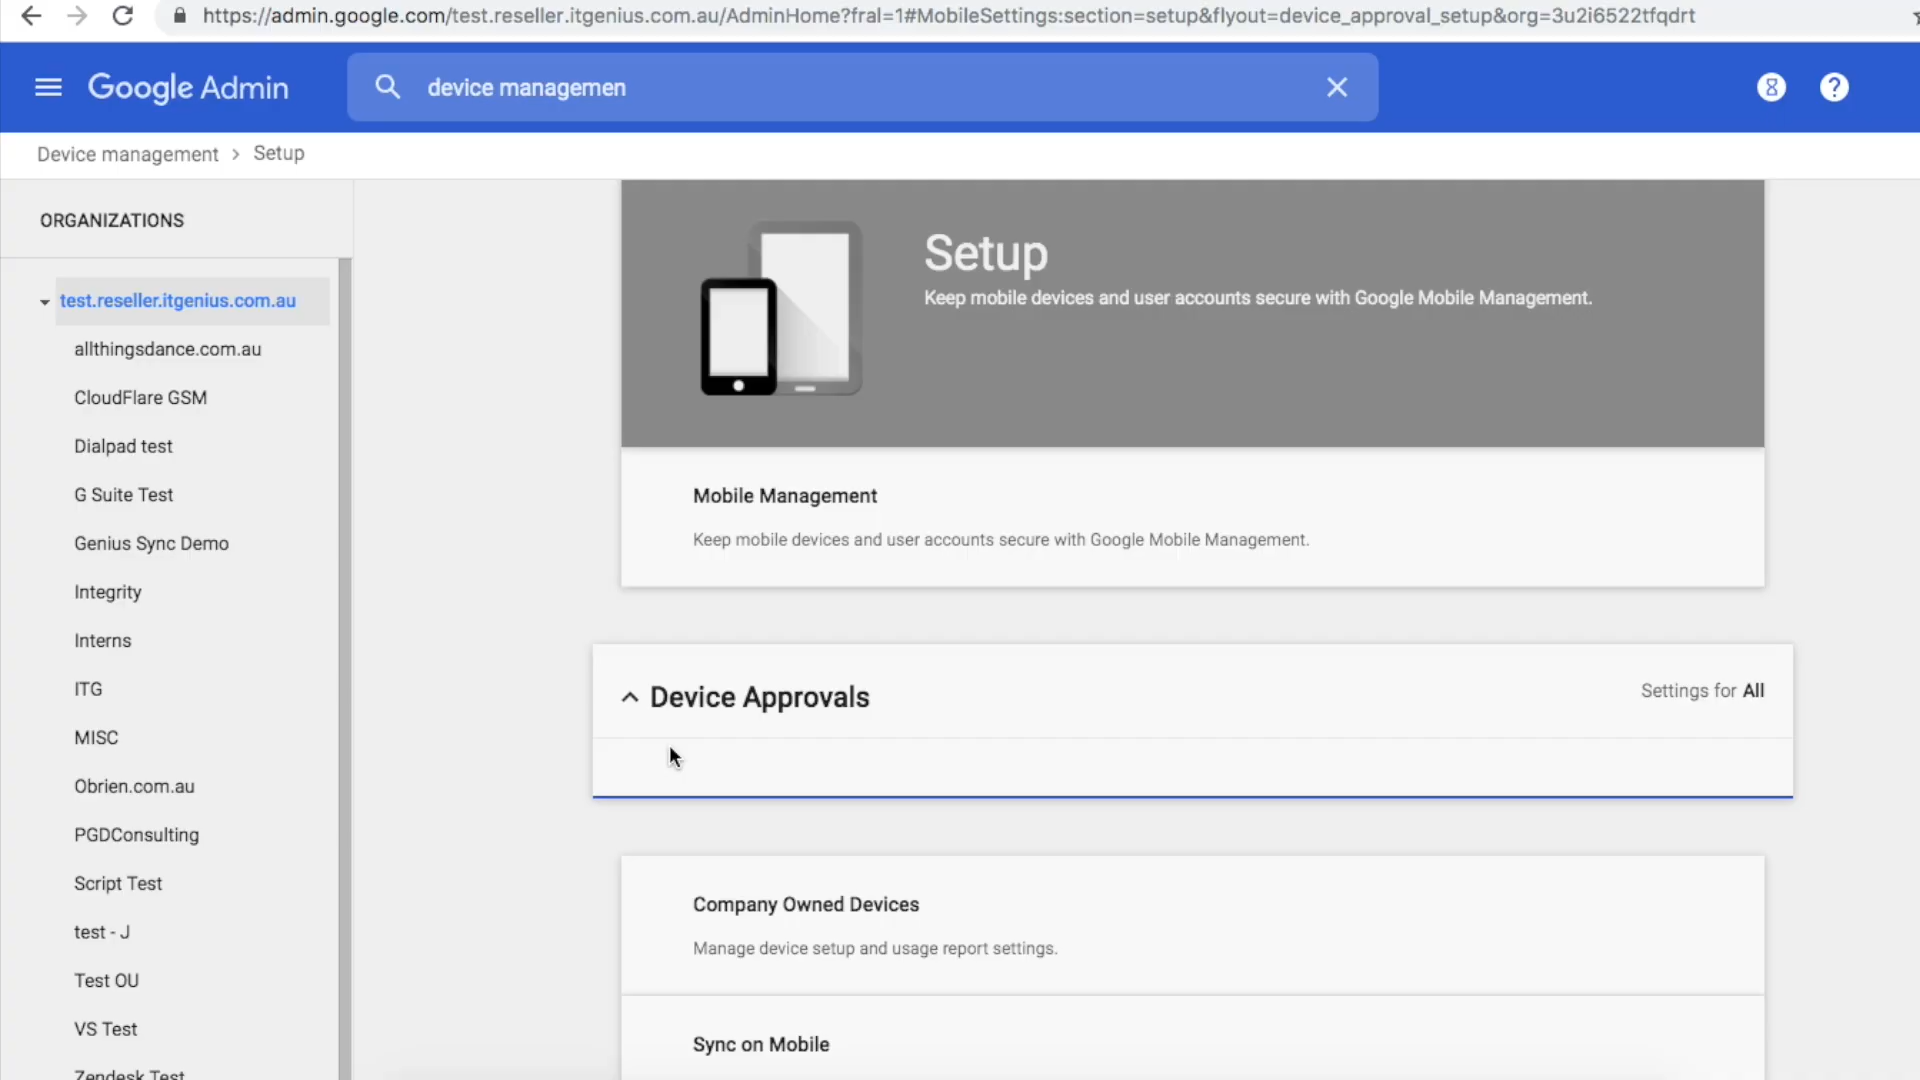 https://admin.google.com/test.reseller.itgenius.com.au/AdminHome?fral=1#MobileSettings:section=setup&flyout=device_approval_setup&org=3u2i6522tfqdrt
Google Admin
device managemen
8
?
Device management > Setup
ORGANIZATIONS
test.reseller.itgenius.com.au
allthingsdance.com.au
CloudFlare GSM
Dialpad test
G Suite Test
Genius Sync Demo
Integrity
Interns
ITG
MISC
Obrien.com.au
PGDConsulting
Script Test
test - J
Test OU
VS Test
Zendesk Test
Setup
Keep mobile devices and user accounts secure with Google Mobile Management.
Mobile Management
Keep mobile devices and user accounts secure with Google Mobile Management.
Device Approvals
Settings for All
Company Owned Devices
Manage device setup and usage report settings.
Sync on Mobile